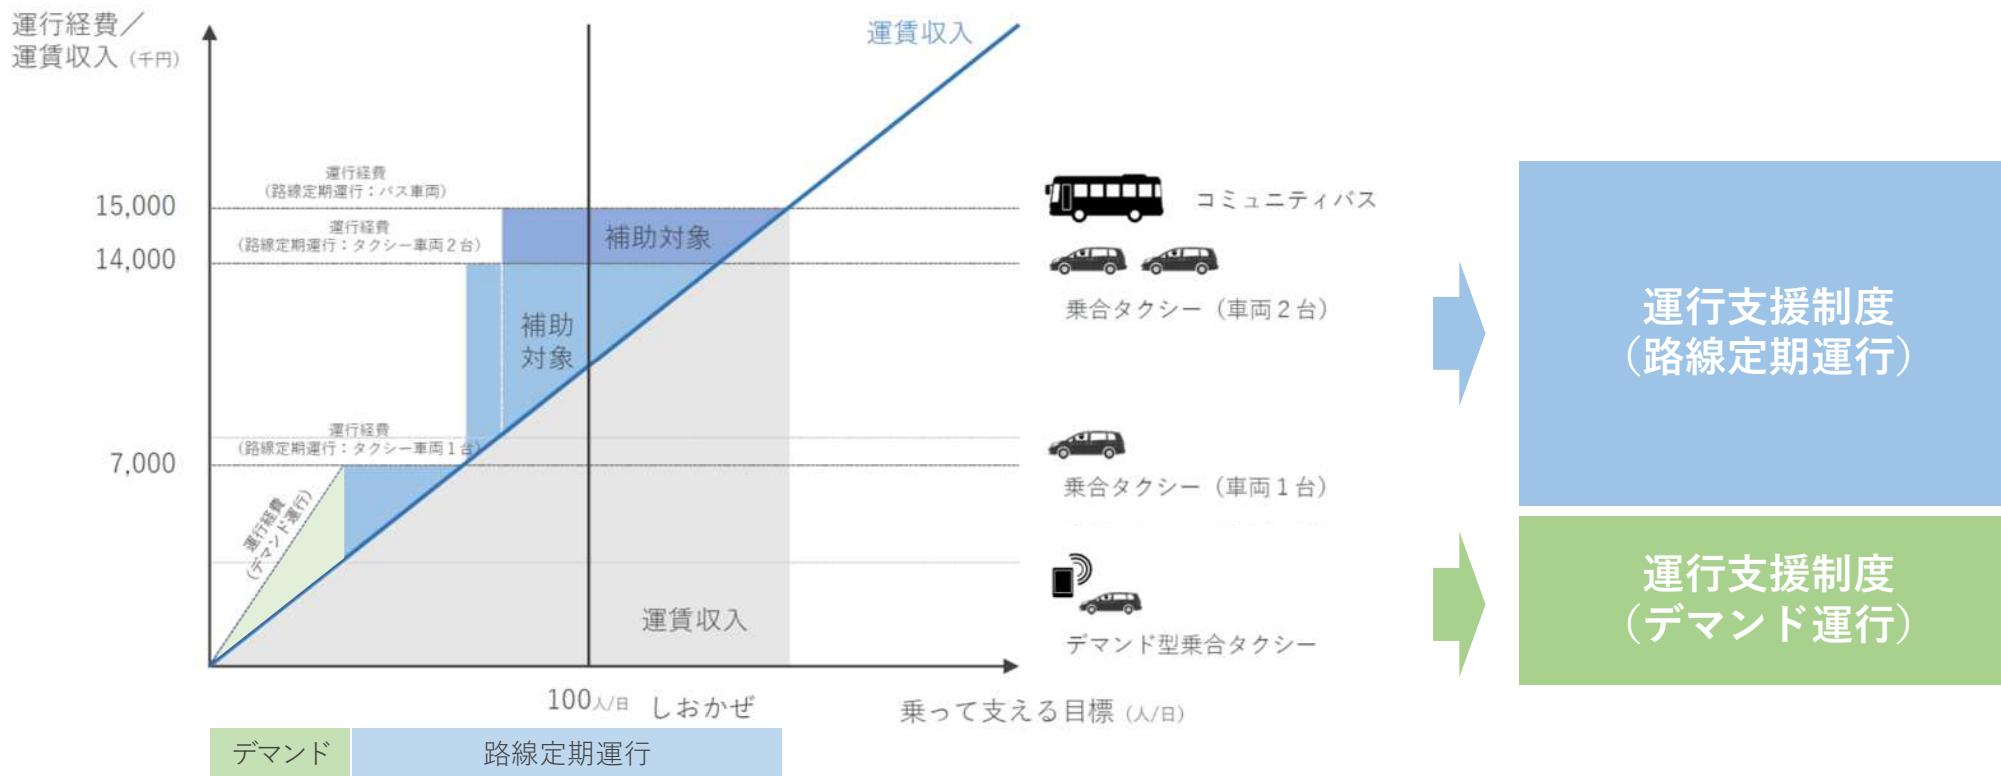 運行経費／
運賃収入（千円）
運賃収入
運行経費
（路線定期運行：バス車両）
15,000
運行経費
（路線定期運行：タクシー車両２台）
14,000
補助対象
補助
対象
運行経費
（路線定期運行：タクシー車両１台）
7,000
運行経費
（デマンド運行）
運賃収入
100人/日
しおかぜ
乗って支える目標（人/日）
デマンド
路線定期運行
コミュニティバス
乗合タクシー（車両２台）
乗合タクシー（車両１台）
デマンド型乗合タクシー
運行支援制度
（路線定期運行）
運行支援制度
（デマンド運行）